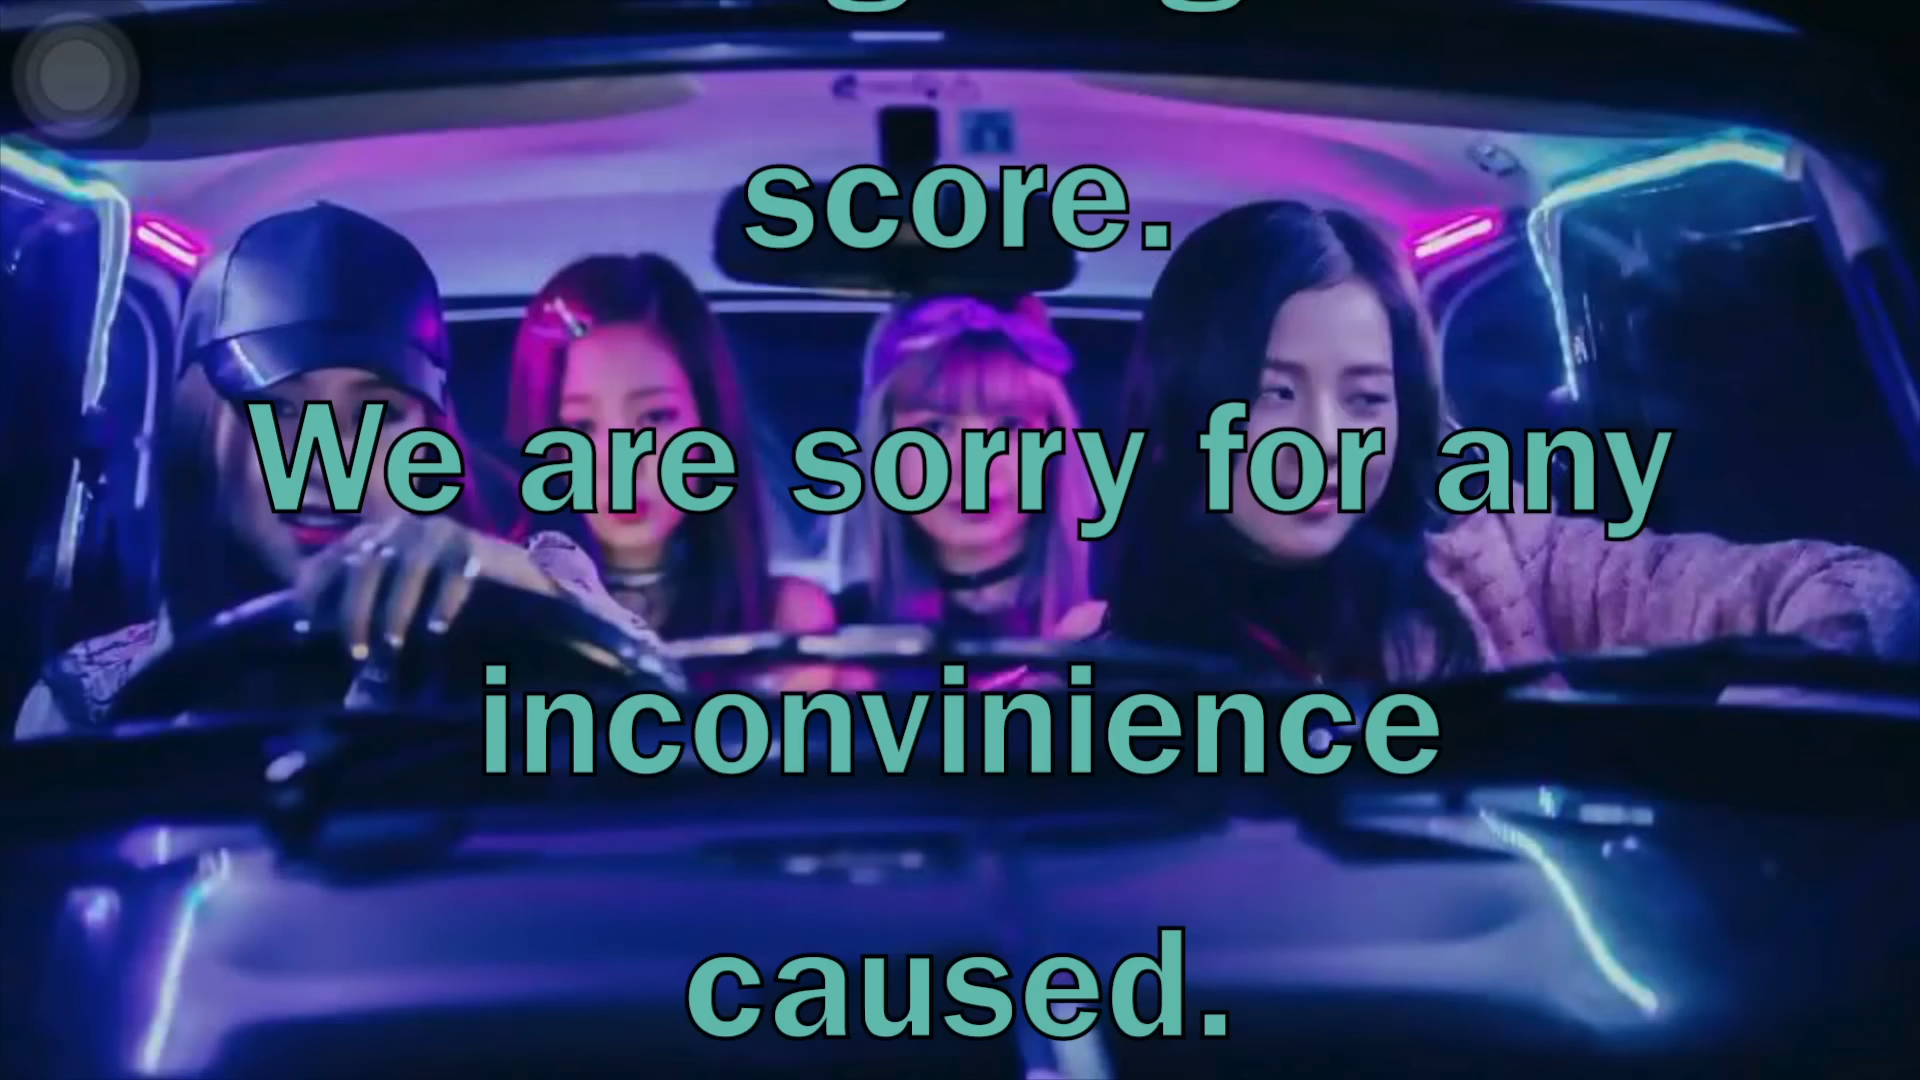 score.
We are sorry for any
inconvinience
caused.